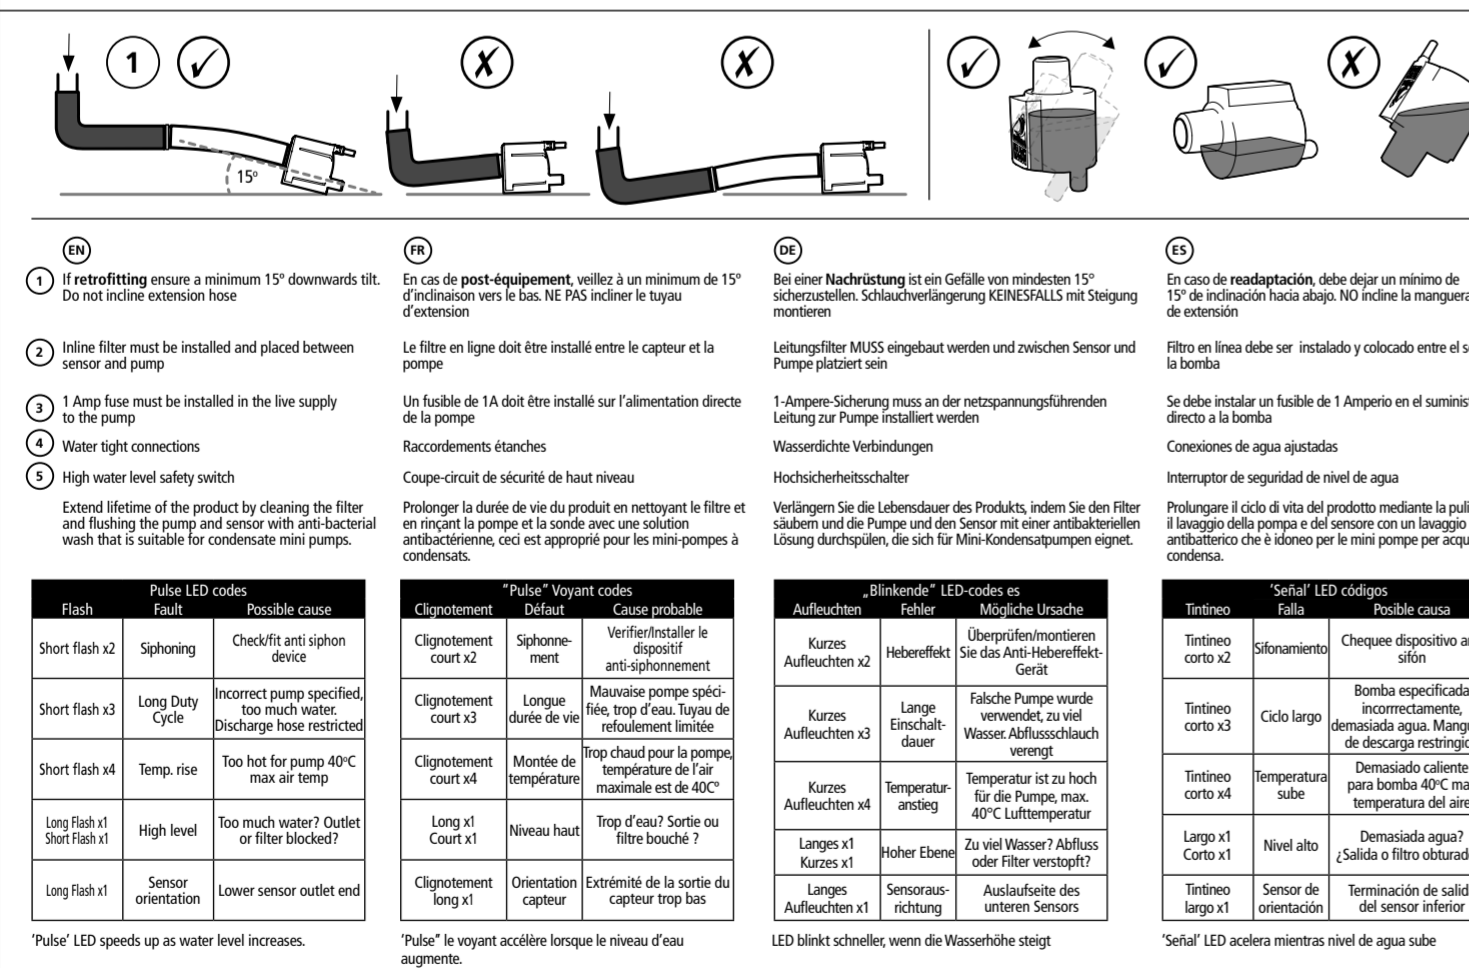 1
15º
EN
1
If retrofitting ensure a minimum 15º downwards tilt.
Do not incline extension hose
2
Inline filter must be installed and placed between
sensor and pump
3
1 Amp fuse must be installed in the live supply
to the pump
4
Water tight connections
5
High water level safety switch
Extend lifetime of the product by cleaning the filter
and flushing the pump and sensor with anti-bacterial
wash that is suitable for condensate mini pumps.
Pulse LED codes
Flash Fault Possible cause
Short flash x2 Siphoning Check/fit anti siphon
device
Short flash x3 Long Duty
Cycle Incorrect pump specified,
too much water.
Discharge hose restricted
Short flash x4 Temp. rise Too hot for pump 40ºC
max air temp
Long Flash x1
Short Flash x1 High level Too much water? Outlet
or filter blocked?
Long Flash x1 Sensor
orientation Lower sensor outlet end
‘Pulse’ LED speeds up as water level increases.
FR
En cas de post-équipement, veillez à un minimum de 15º
d’inclinaison vers le bas. NE PAS incliner le tuyau
d’extension
Le filtre en ligne doit être installé entre le capteur et la
pompe
Un fusible de 1A doit être installé sur l’alimentation directe
de la pompe
Raccordements étanches
Coupe-circuit de sécurité de haut niveau
Prolonger la durée de vie du produit en nettoyant le filtre et
en rinçant la pompe et la sonde avec une solution
antibactérienne, ceci est approprié pour les mini-pompes à
condensats.
“Pulse” Voyant codes
Clignotement Défaut Cause probable
Clignotement
court x2 Siphonne-
ment Verifier/Installer le
dispositif
anti-siphonnement
Clignotement
court x3 Longue
durée de vie Mauvaise pompe spéci-
fiée, trop d’eau. Tuyau de
refoulement limitée
Clignotement
court x4 Montée de
température Trop chaud pour la pompe,
température de l’air
maximale est de 40Cº
Long x1
Court x1 Niveau haut Trop d’eau? Sortie ou
filtre bouché ?
Clignotement
long x1 Orientation
capteur Extrémité de la sortie du
capteur trop bas
‘Pulse” le voyant accélère lorsque le niveau d’eau
augmente.
DE
Bei einer Nachrüstung ist ein Gefälle von mindesten 15°
sicherzustellen. Schlauchverlängerung KEINESFALLS mit Steigung
montieren
Leitungsfilter MUSS eingebaut werden und zwischen Sensor und
Pumpe platziert sein
1-Ampere-Sicherung muss an der netzspannungsführenden
Leitung zur Pumpe installiert werden
Wasserdichte Verbindungen
Hochsicherheitsschalter
Verlängern Sie die Lebensdauer des Produkts, indem Sie den Filter
säubern und die Pumpe und den Sensor mit einer antibakteriellen
Lösung durchspülen, die sich für Mini-Kondensatpumpen eignet.
„Blinkende” LED-codes es
Aufleuchten Fehler Mögliche Ursache
Kurzes
Aufleuchten x2 Hebereffekt Überprüfen/montieren
Sie das Anti-Hebereffekt-
Gerät
Kurzes
Aufleuchten x3 Lange
Einschalt-
dauer Falsche Pumpe wurde
verwendet, zu viel
Wasser. Abflussschlauch
verengt
Kurzes
Aufleuchten x4 Temperatur-
anstieg Temperatur ist zu hoch
für die Pumpe, max.
40°C Lufttemperatur
Langes x1
Kurzes x1 Hoher Ebene Zu viel Wasser? Abfluss
oder Filter verstopft?
Langes
Aufleuchten x1 Sensoraus-
richtung Auslaufseite des
unteren Sensors
LED blinkt schneller, wenn die Wasserhöhe steigt
ES
En caso de readaptación, debe dejar un mínimo de
15º de inclinación hacia abajo. NO incline la manguera
de extensión
Filtro en línea debe ser instalado y colocado entre el
la bomba
Se debe instalar un fusible de 1 Amperio en el
directo a la bomba
Conexiones de agua ajustadas
Interruptor de seguridad de nivel de agua
Prolungare il ciclo di vita del prodotto mediante la
il lavaggio della pompa e del sensore con un lavaggio
antibatterico che è idoneo per le mini pompe per
condensa.
‘Señal’ LED códigos
Tintineo Falla Posible causa
Tintineo
corto x2 Sifonamiento Chequee dispositivo
sifón
Tintineo
corto x3 Ciclo largo Bomba especificada
incorrrectamente,
demasiada agua.
de descarga
Tintineo
corto x4 Temperatura
sube Demasiado caliente
para bomba 40ºC
temperatura del aire
Largo x1
Corto x1 Nivel alto Demasiada agua?
¿Salida o filtro
Tintineo
largo x1 Sensor de
orientación Terminación de
del sensor inferior
‘Señal’ LED acelera mientras nivel de agua sube